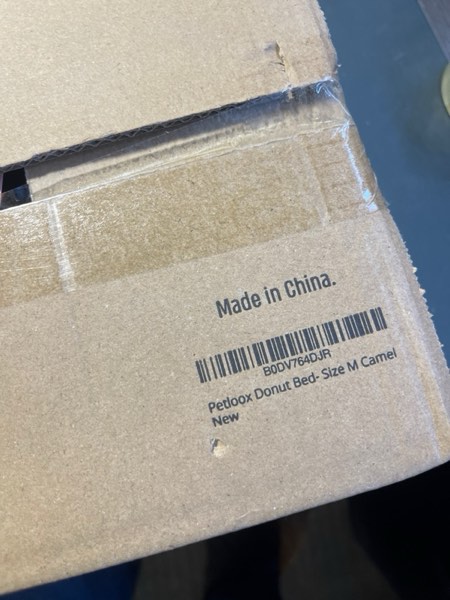 Made in China.
B0DV764DJR
Petloox Donut Bed- Size M Camel
New